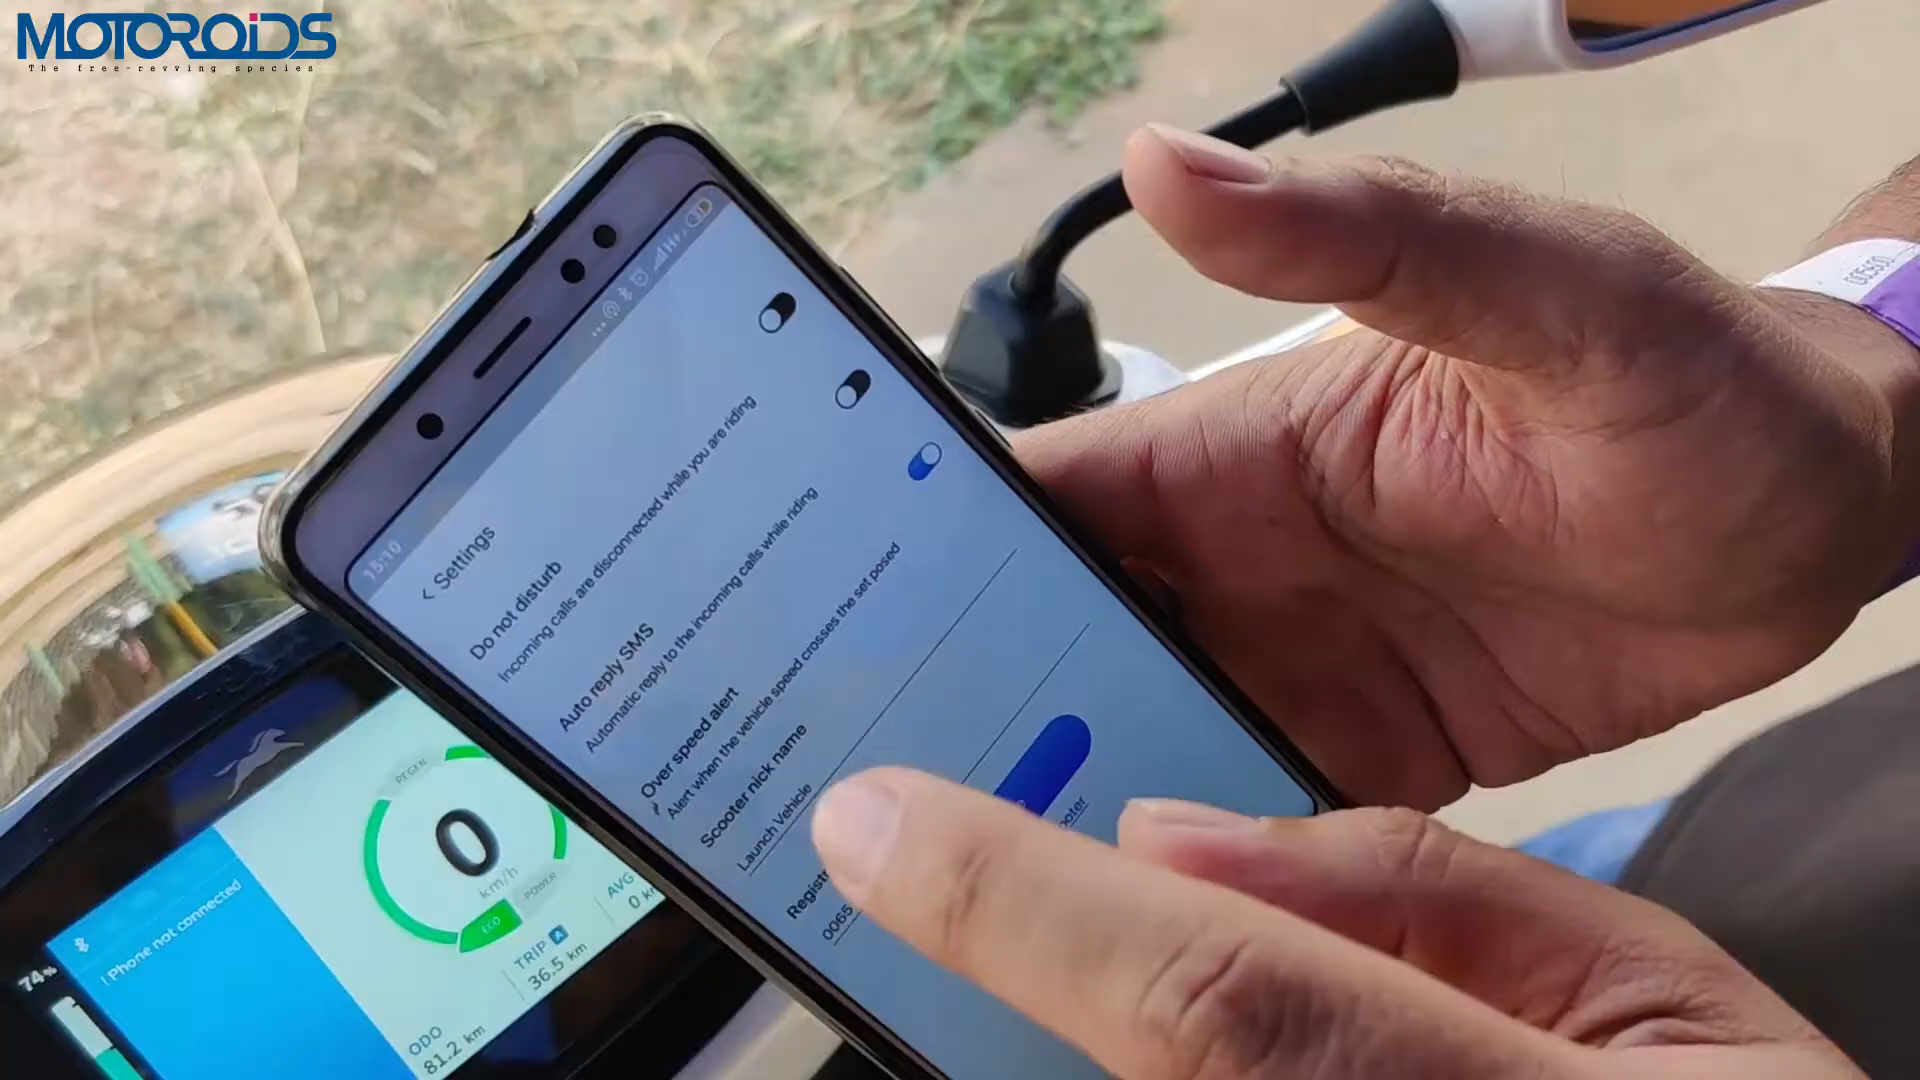 MOTOROiDS
The free-revving species
15:10
H+
< Settings
Do not disturb
Incoming calls are disconnected while you are riding
Auto reply SMS
Automatic reply to the incoming calls while riding
Over speed alert
Alert when the vehicle speed crosses the set posed
Scooter nick name
Launch Vehicle
Registr
0065
ooter
REGEN
0
km/h
POWER
ECO
! Phone not connected
74%
TRIP A
36.5 km
AVG
0 k
ODO
81.2 km